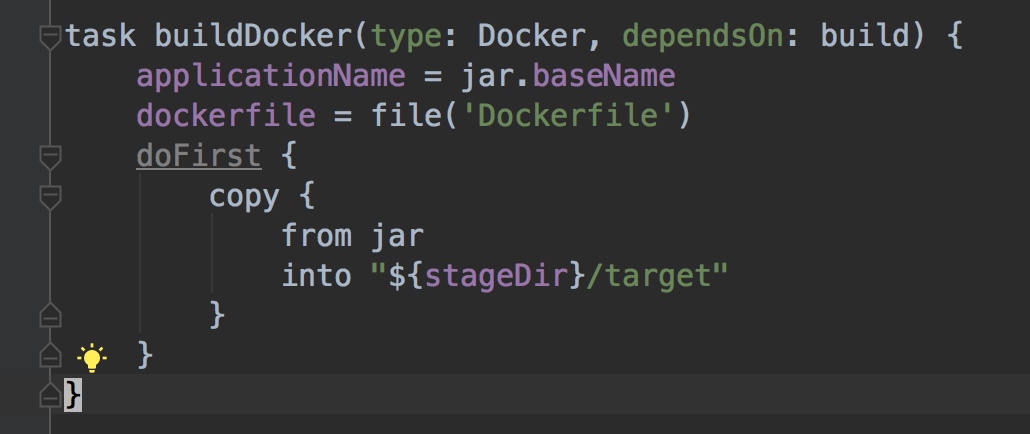 task buildDocker(type: Docker, dependsOn: build) {
    applicationName = jar.baseName
    dockerfile = file('Dockerfile')
    doFirst {
        copy {
            from jar
            into "${stageDir}/target"
        }
    }
}